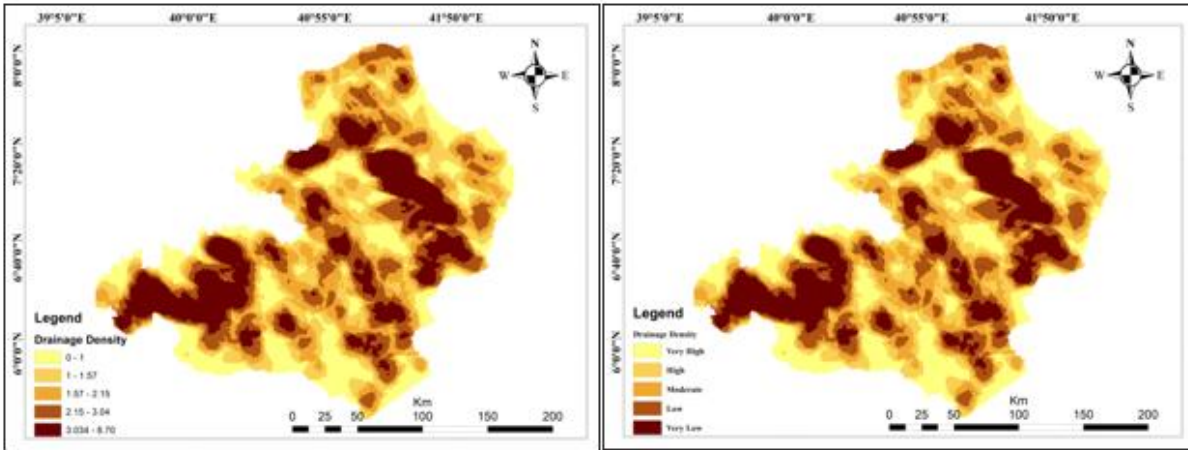 39°5'0"E 40°0'0"E 40°55'0"E 41°50'0"E
N
W E
S
8°0'0"N
7°20'0"N
6°40'0"N
6°0'0"N
Legend
Drainage Density
0 - 1
1 - 1.57
1.57 - 2.15
2.15 - 3.04
3.034 - 6.70
Km
0 25 50 100 150 200
39°5'0"E 40°0'0"E 40°55'0"E 41°50'0"E
N
W E
S
8°0'0"N
7°20'0"N
6°40'0"N
6°0'0"N
Legend
Drainage Density
Very High
High
Moderate
Low
Very Low
Km
0 25 50 100 150 200